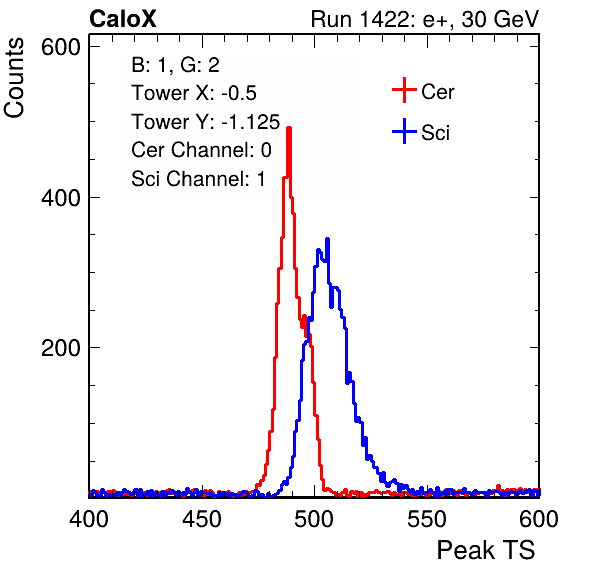 CaloX Run 1422: e+, 30 GeV
Counts
600
400
200
B: 1, G: 2
Tower X: -0.5
Tower Y: -1.125
Cer Channel: 0
Sci Channel: 1
Cer
Sci
400 450 500 550 600
Peak TS